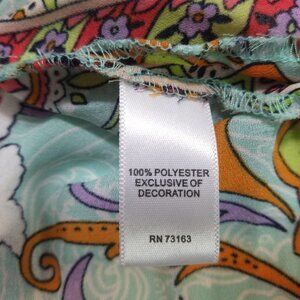 100% POLYESTER
EXCLUSIVE OF
DECORATION
RN 73163